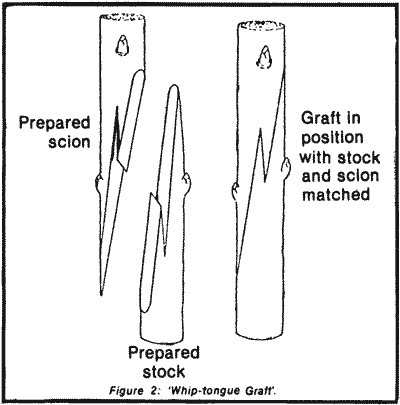 Prepared
scion
Graft in
position
with stock
and scion
matched
Prepared
stock
Figure 2: 'Whip-tongue Graft'.